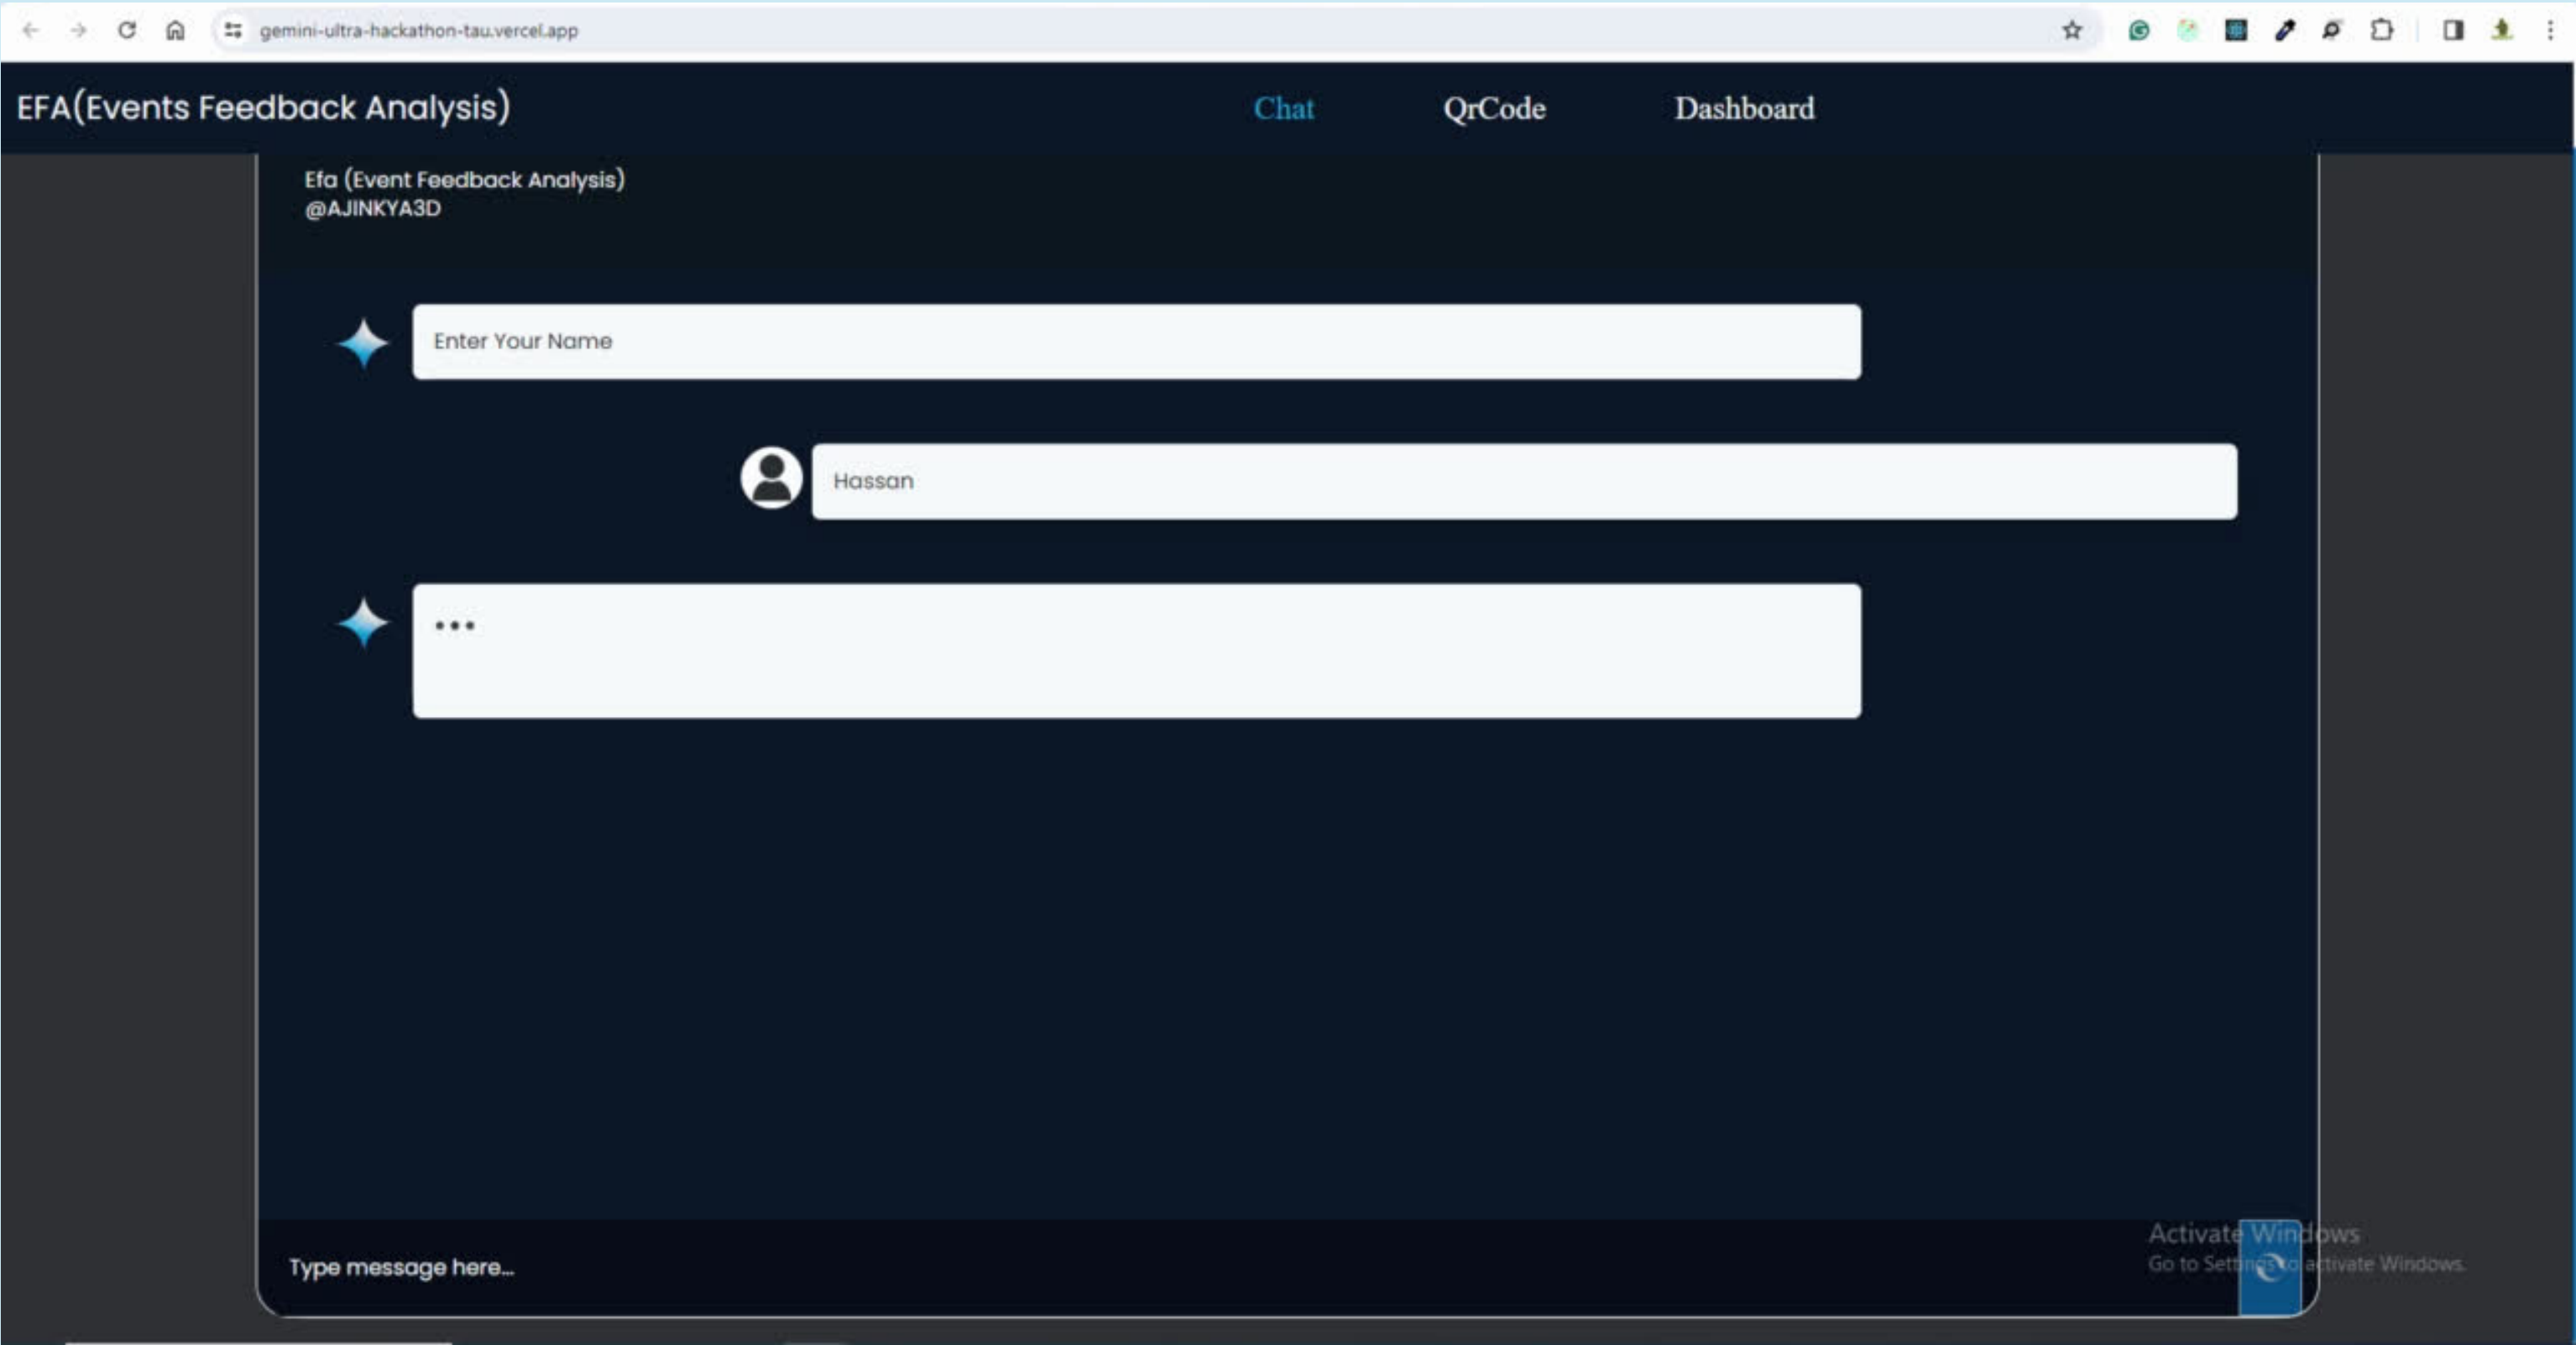 gemini-ultra-hackathon-tau.vercel.app
EFA(Events Feedback Analysis)
Chat
QrCode
Dashboard
Efa (Event Feedback Analysis)
@AJINKYA3D
Enter Your Name
Hassan
...
Type message here...
Activate Windows
Go to Settings to activate Windows.